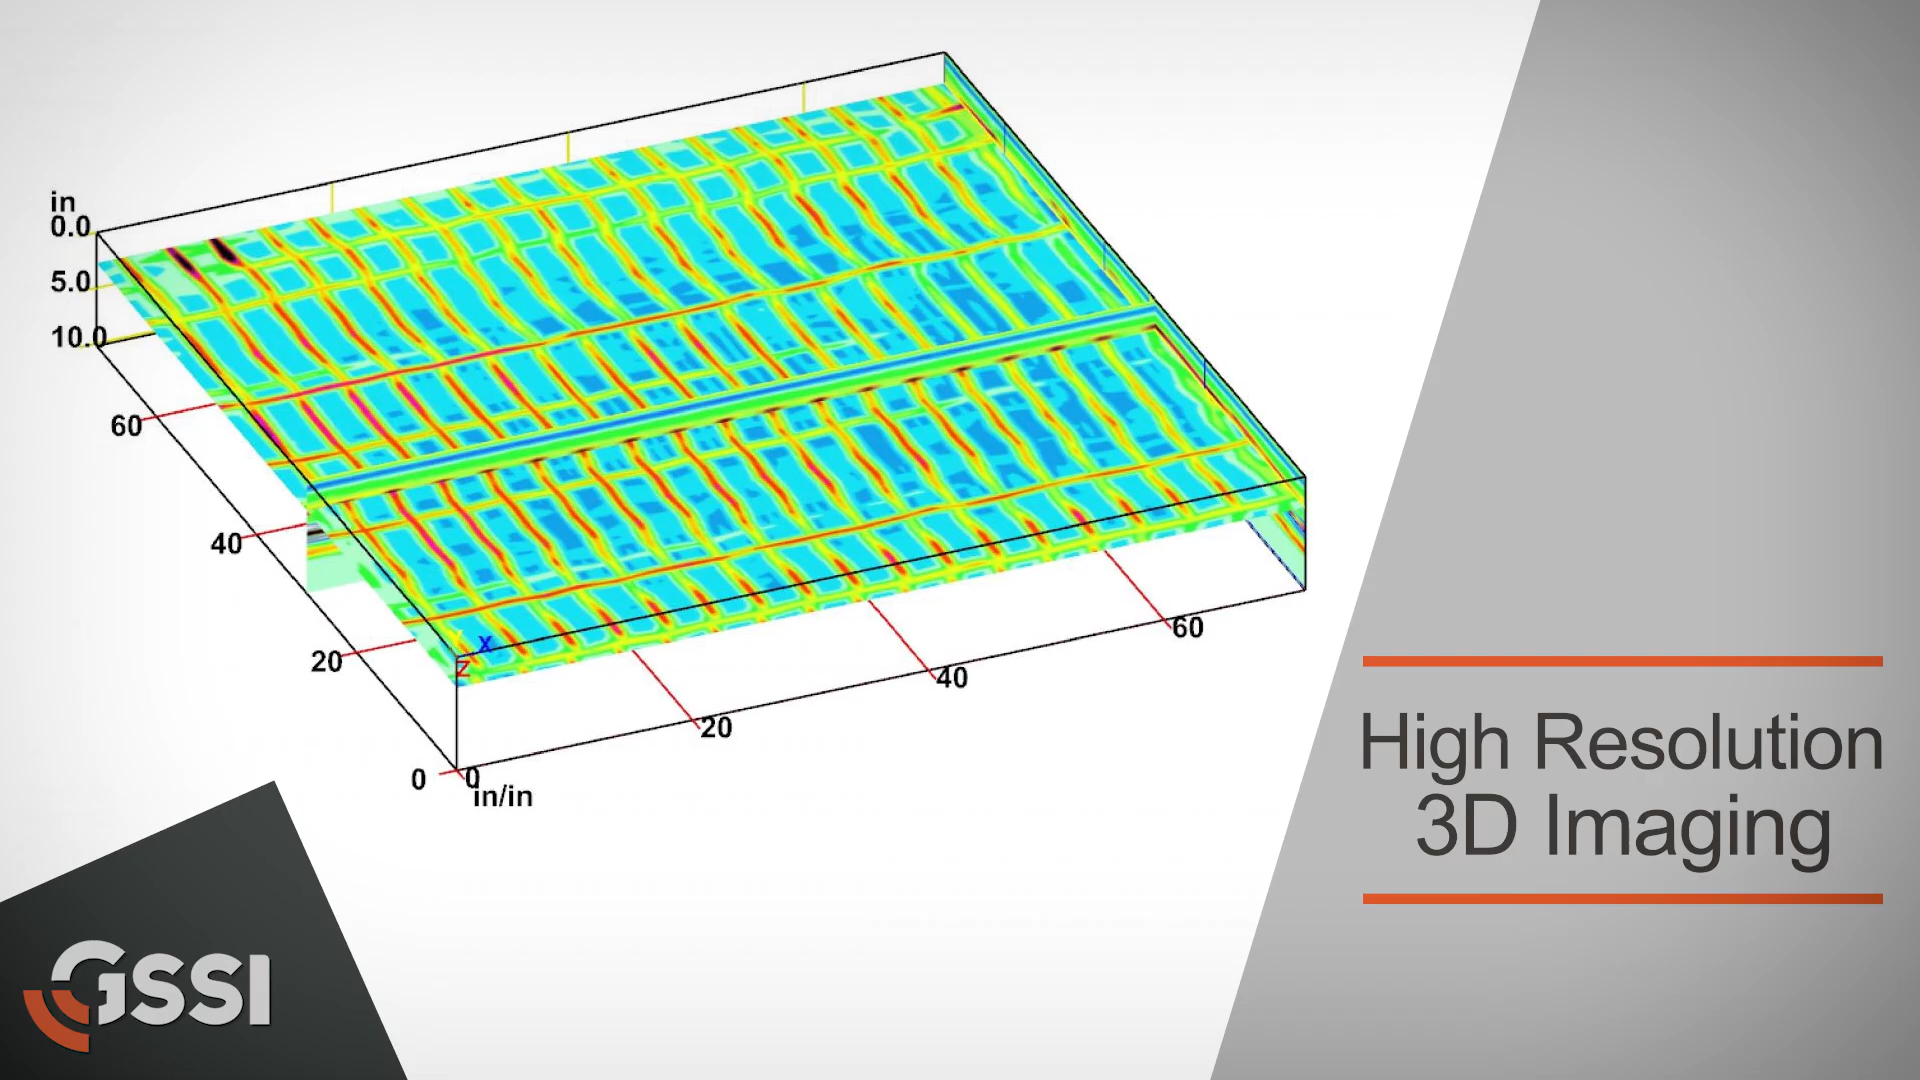 in
0.0
5.0
10.0
60
40
20
0
X
Z
0
20
40
60
in/in
High Resolution
3D Imaging
GSSI